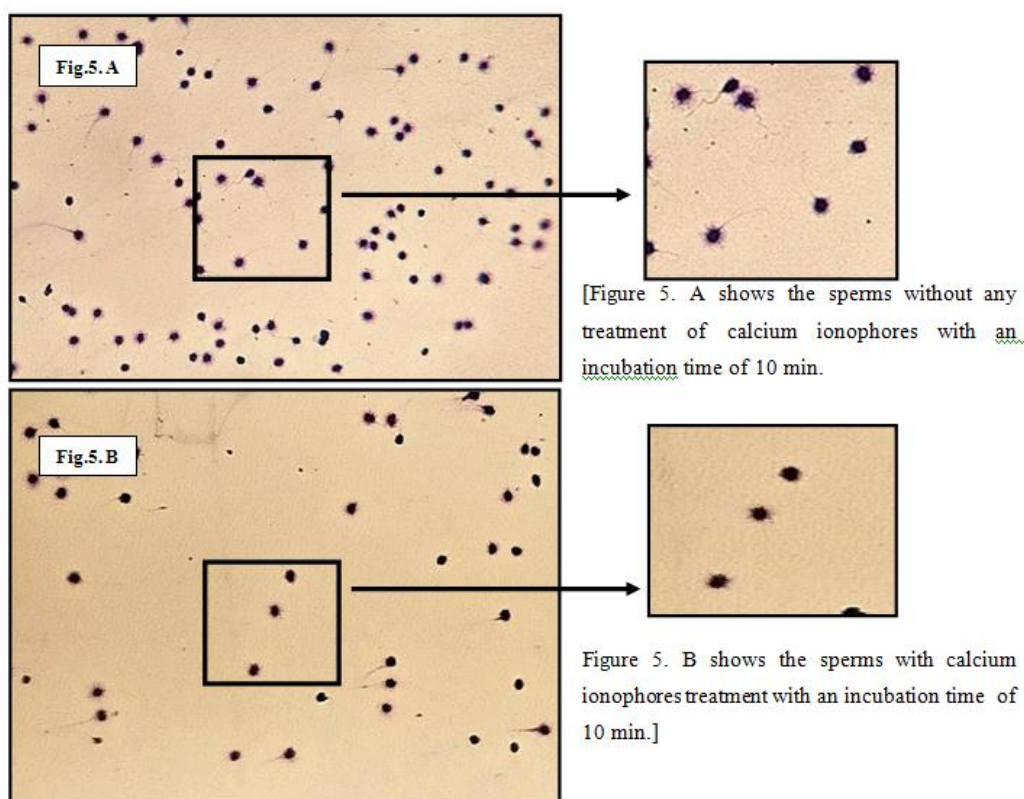 Fig.5. A
[Figure 5. A shows the sperms without any
treatment of calcium ionophores with an
incubation time of 10 min.
Fig.5. B
Figure 5. B shows the sperms with calcium
ionophores treatment with an incubation time of
10 min.]